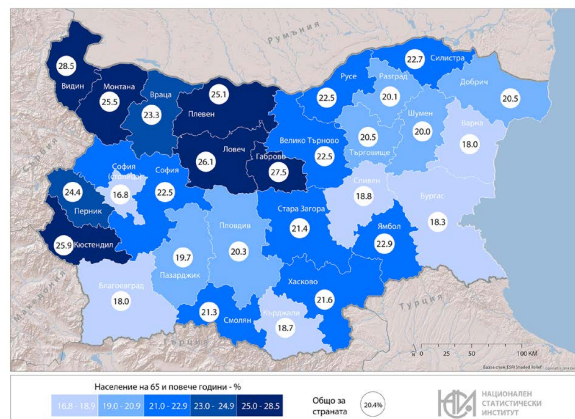 Румъния
28.5
Видин
Монтана
25.5
Враца
23.3
25.1
Плевен
22.7
Силистра
Русе
22.5
Разград
20.1
Добрич
20.5
Шумен
20.0
Варна
18.0
Велико Търново
22.5
20.5
Търговище
Ловеч
26.1
Габрово
27.5
София
(столица)
16.8
София
22.5
24.4
Перник
25.9
Кюстендил
Сливен
18.8
Бургас
18.3
Стара Загора
21.4
Ямбол
22.9
Пловдив
20.3
19.7
Пазарджик
Благоевград
18.0
Хасково
21.6
21.3
Смолян
Кърджали
18.7
Турция
Гърция
0
50
100 KM
Население на 65 и повече години - %
16.8 - 18.9
19.0 - 20.9
21.0 - 22.9
23.0 - 24.9
25.0 - 28.5
Общо за
страната
20.4%
НАЦИОНАЛЕН
СТАТИСТИЧЕСКИ
ИНСТИТУТ